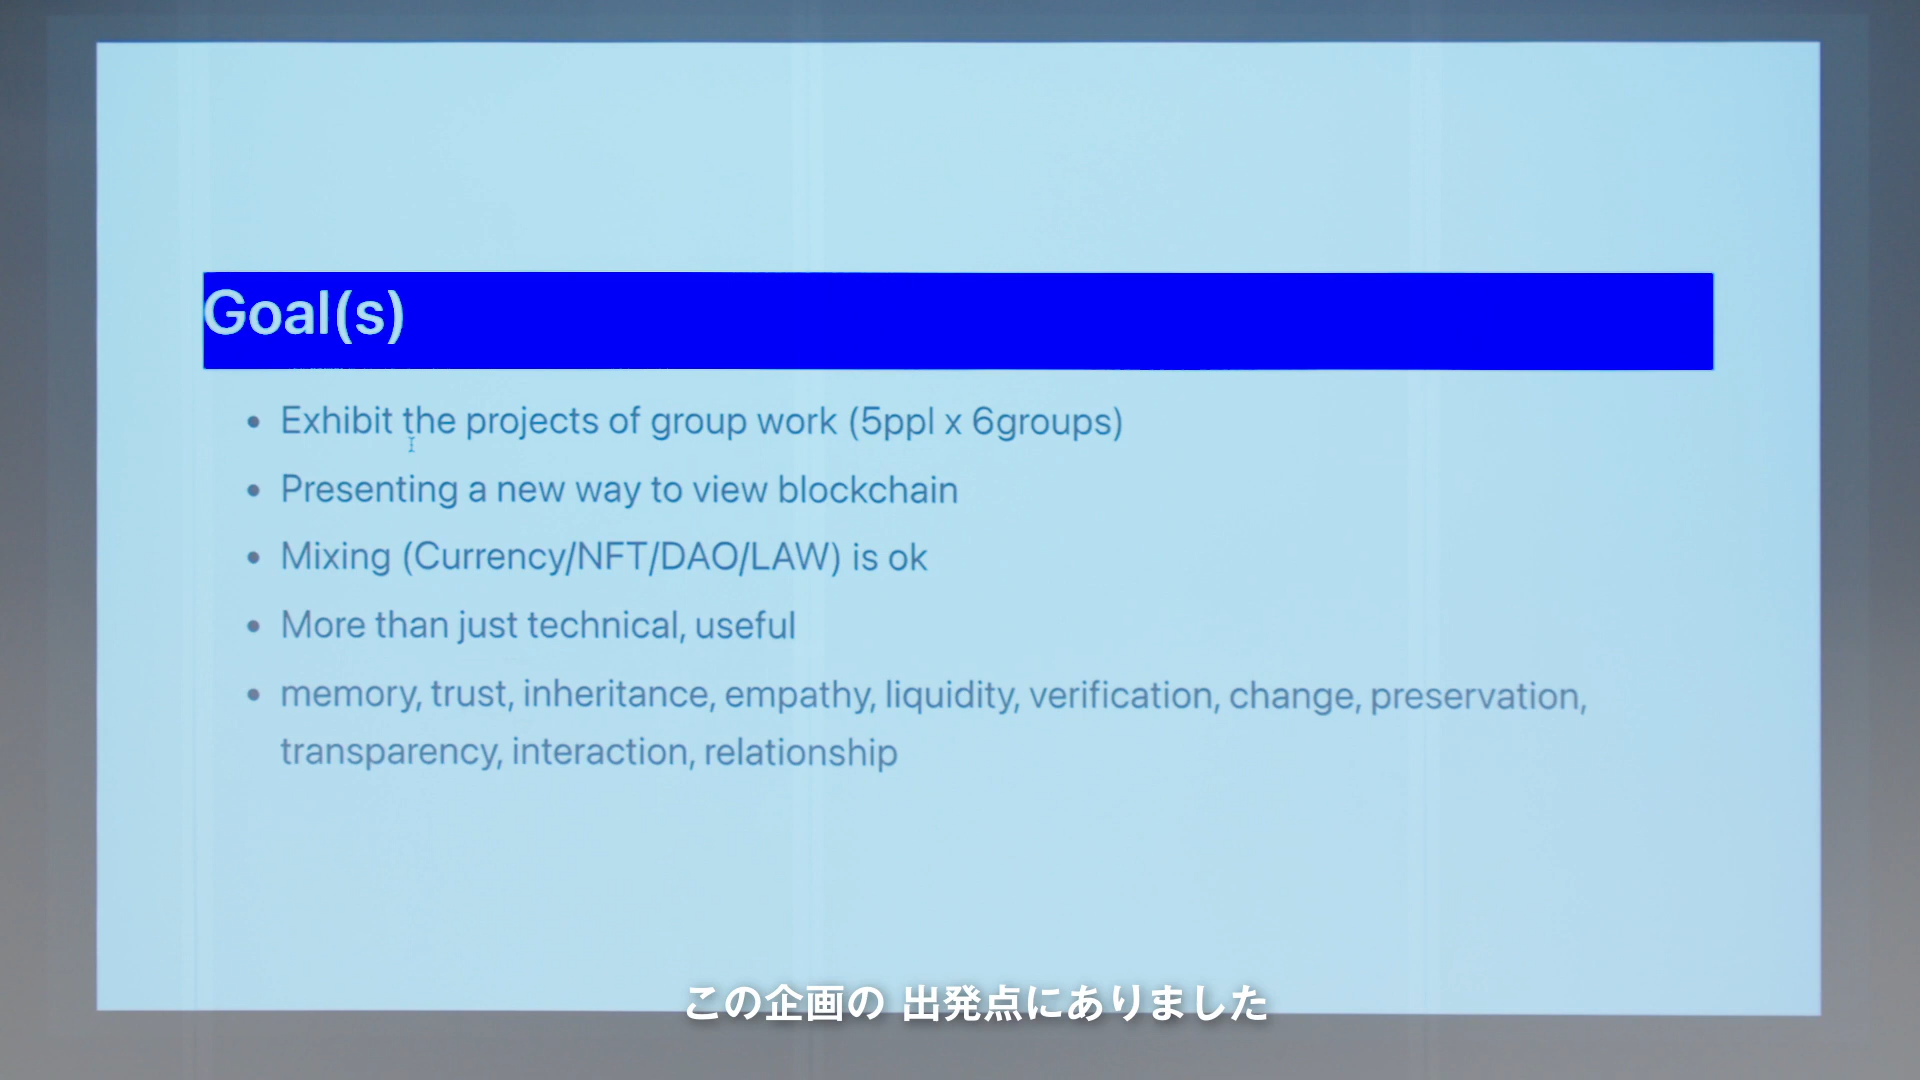 Goal(s)
• Exhibit the projects of group work (5ppl x 6groups)
• Presenting a new way to view blockchain
• Mixing (Currency/NFT/DAO/LAW) is ok
• More than just technical, useful
• memory, trust, inheritance, empathy, liquidity, verification, change, preservation,
transparency, interaction, relationship
この企画の 出発点にありました